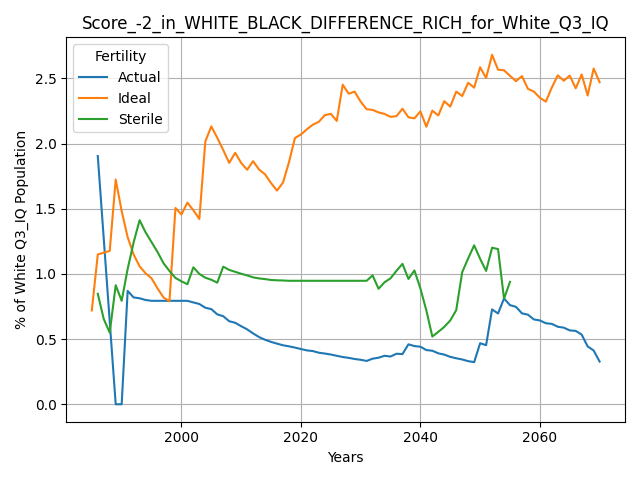 Score_-2_in_WHITE_BLACK_DIFFERENCE_RICH_for_White_Q3_IQ
Fertility
Actual
Ideal
Sterile
% of White Q3_IQ Population
2.5
2.0
1.5
1.0
0.5
0.0
2000 2020 2040 2060
Years